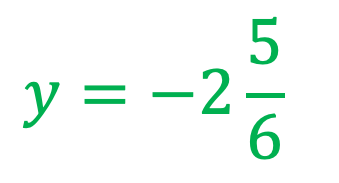 y = −2 5/6